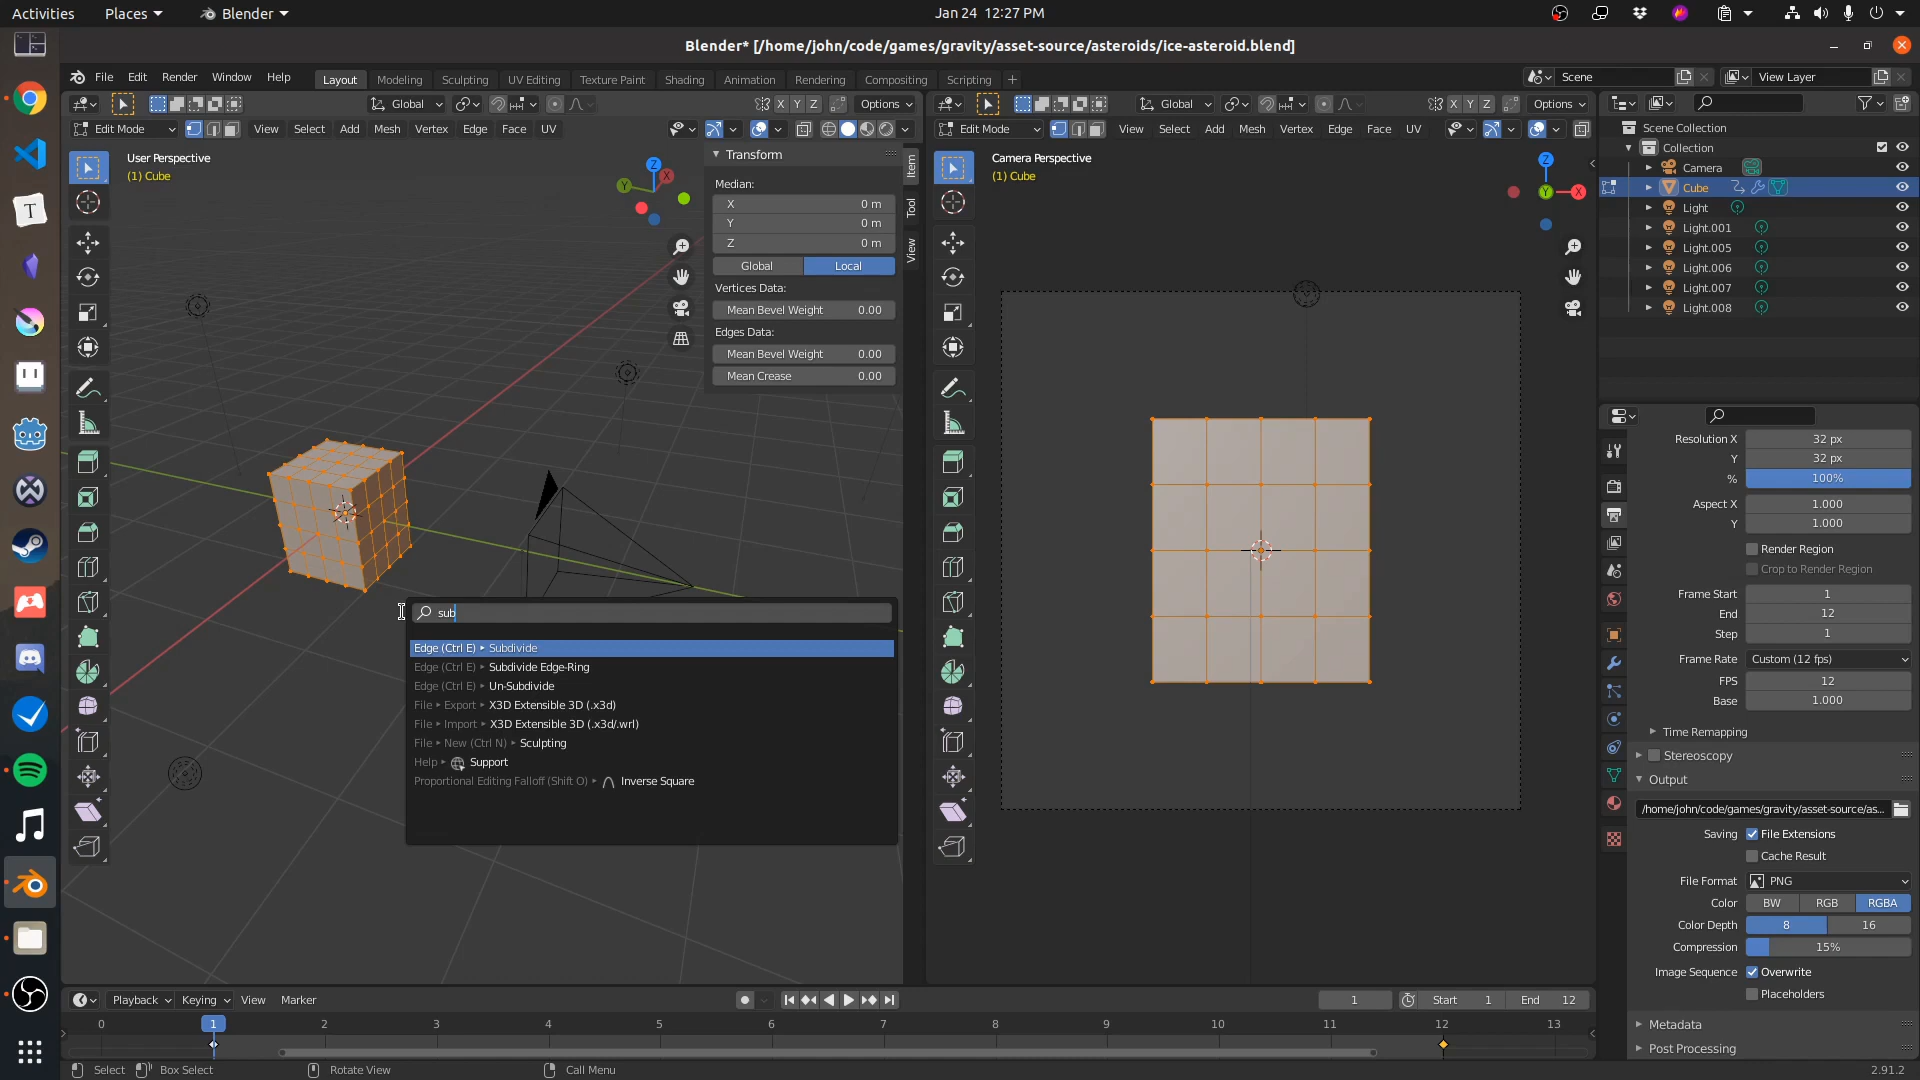 Activities Places Blender Jan 24 12:27 PM
Blender* [/home/john/code/games/gravity/asset-source/asteroids/ice-asteroid.blend]
File Edit Render Window Help Layout Modeling Sculpting UV Editing Texture Paint Shading Animation Rendering Compositing Scripting + Scene View Layer
Global X Y Z Options Global X Y Z Options
Edit Mode View Select Add Mesh Vertex Edge Face UV Edit Mode View Select Add Mesh Vertex Edge Face UV
Scene Collection
Collection
Camera
Cube
Light
Light.001
Light.005
Light.006
Light.007
Light.008
User Perspective
(1) Cube
Z
X
Y
Transform
Median:
X 0 m
Y 0 m
Z 0 m
Global Local
Vertices Data:
Mean Bevel Weight 0.00
Edges Data:
Mean Bevel Weight 0.00
Mean Crease 0.00
Item
Tool
View
Camera Perspective
(1) Cube
Z
Y X
sub
Edge (Ctrl E) ▸ Subdivide
Edge (Ctrl E) ▸ Subdivide Edge-Ring
Edge (Ctrl E) ▸ Un-Subdivide
File ▸ Export ▸ X3D Extensible 3D (.x3d)
File ▸ Import ▸ X3D Extensible 3D (.x3d/.wrl)
File ▸ New (Ctrl N) ▸ Sculpting
Help ▸ Support
Proportional Editing Falloff (Shift O) ▸ Inverse Square
Resolution X 32 px
Y 32 px
% 100%
Aspect X 1.000
Y 1.000
Render Region
Crop to Render Region
Frame Start 1
End 12
Step 1
Frame Rate Custom (12 fps)
FPS 12
Base 1.000
Time Remapping
Stereoscopy
Output
/home/john/code/games/gravity/asset-source/as...
Saving File Extensions
Cache Result
File Format PNG
Color BW RGB RGBA
Color Depth 8 16
Compression 15%
Image Sequence Overwrite
Placeholders
Metadata
Post Processing
Playback Keying View Marker 1 Start 1 End 12
0 1 2 3 4 5 6 7 8 9 10 11 12 13
Select Box Select Rotate View Call Menu 2.91.2
T